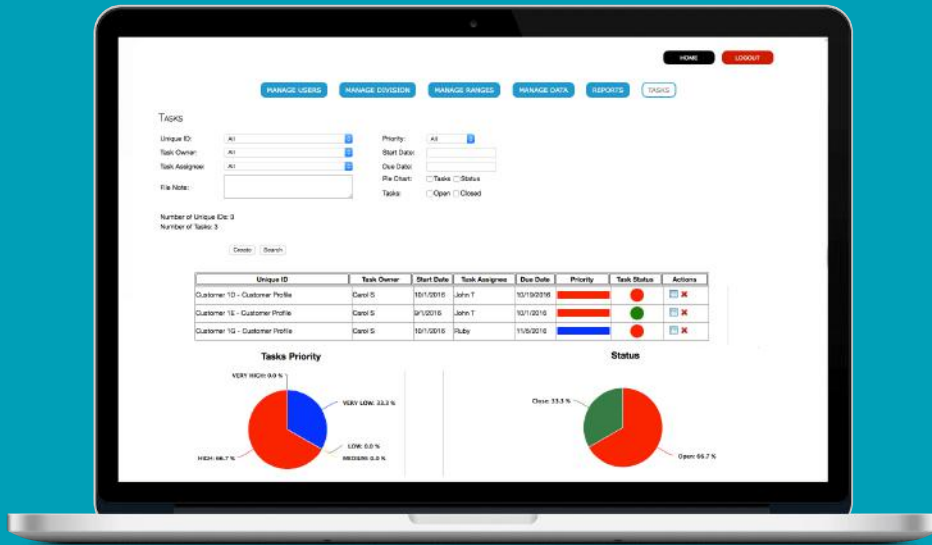 HOME LOGOUT
MANAGE USERS MANAGE DIVISION MANAGE RANGES MANAGE DATA REPORTS TASKS
TASKS
Unique ID: All Priority: All
Task Owner: All Start Date:
Task Assignee: All Due Date:
Pie Chart: Tasks Status
File Note:
Tasks: Open Closed
Number of Unique IDs: 3
Number of Tasks: 3
Create Search
Unique ID Task Owner Start Date Task Assignee Due Date Priority Task Status Actions
Customer 1D - Customer Profile Carol S 10/1/2016 John T 10/19/2016
Customer 1E - Customer Profile Carol S 9/1/2016 John T 10/1/2016
Customer 1G - Customer Profile Carol S 10/1/2016 Ruby 11/5/2016
Tasks Priority Status
VERY HIGH: 0.0 %
VERY LOW: 33.3 %
Close: 33.3 %
LOW: 0.0 %
HIGH: 66.7 % MEDIUM: 0.0 %
Open: 66.7 %